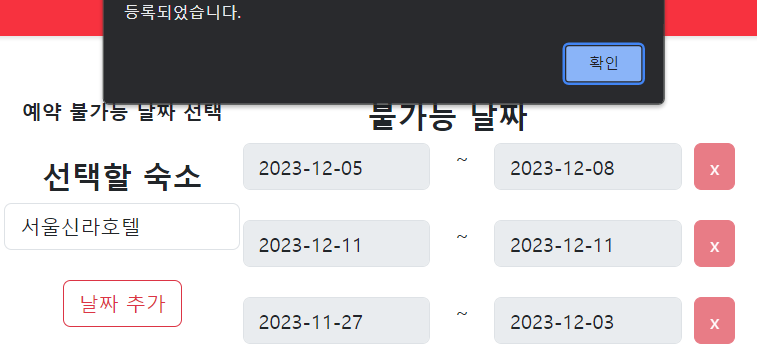 등록되었습니다.
확인
예약 불가능 날짜 선택
불가능 날짜
선택할 숙소
서울신라호텔
날짜 추가
2023-12-05 ~ 2023-12-08 x
2023-12-11 ~ 2023-12-11 x
2023-11-27 ~ 2023-12-03 x